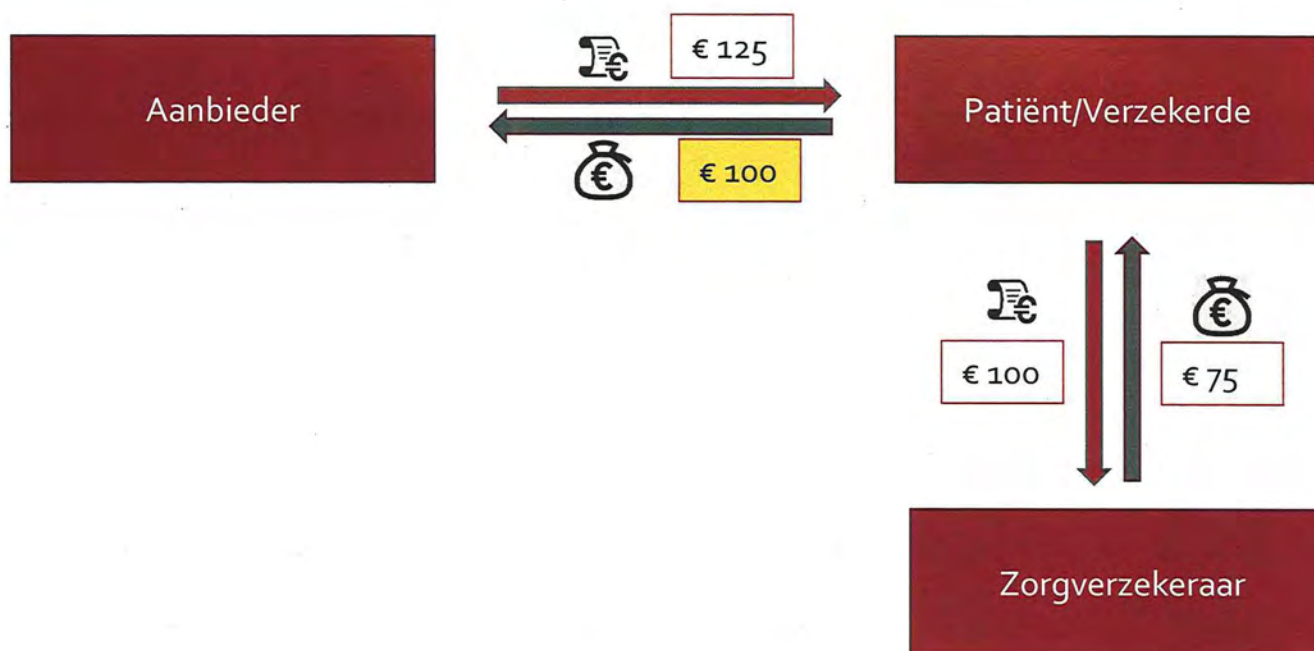 Aanbieder
€ 125
€ 100
Patiënt/Verzekerde
€ 100
€ 75
Zorgverzekeraar